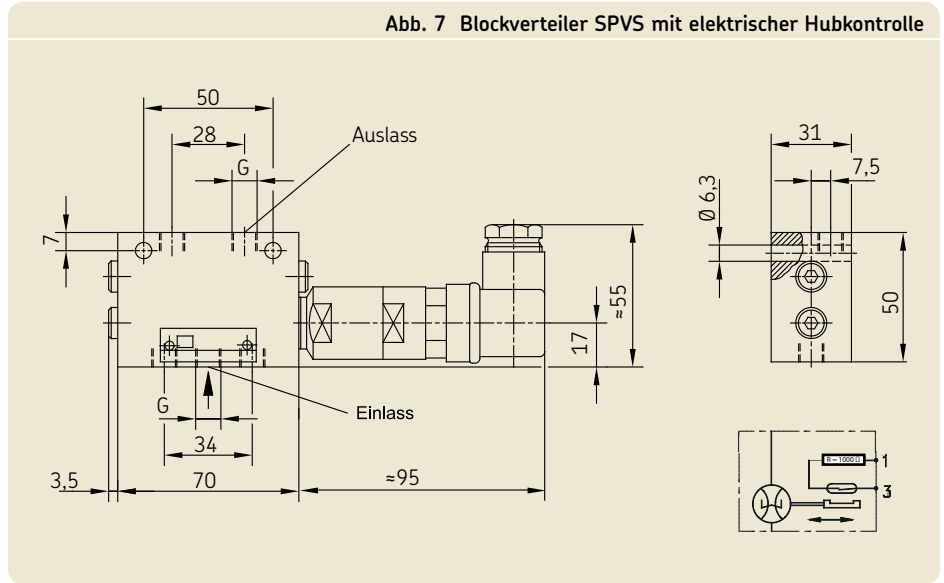 Abb. 7 Blockverteiler SPVS mit elektrischer Hubkontrolle
50
28
Auslass
G
7
≈55
17
G
Einlass
34
3,5
70
≈95
31
7,5
Ø 6,3
50
R = 1000 Ω
1
3